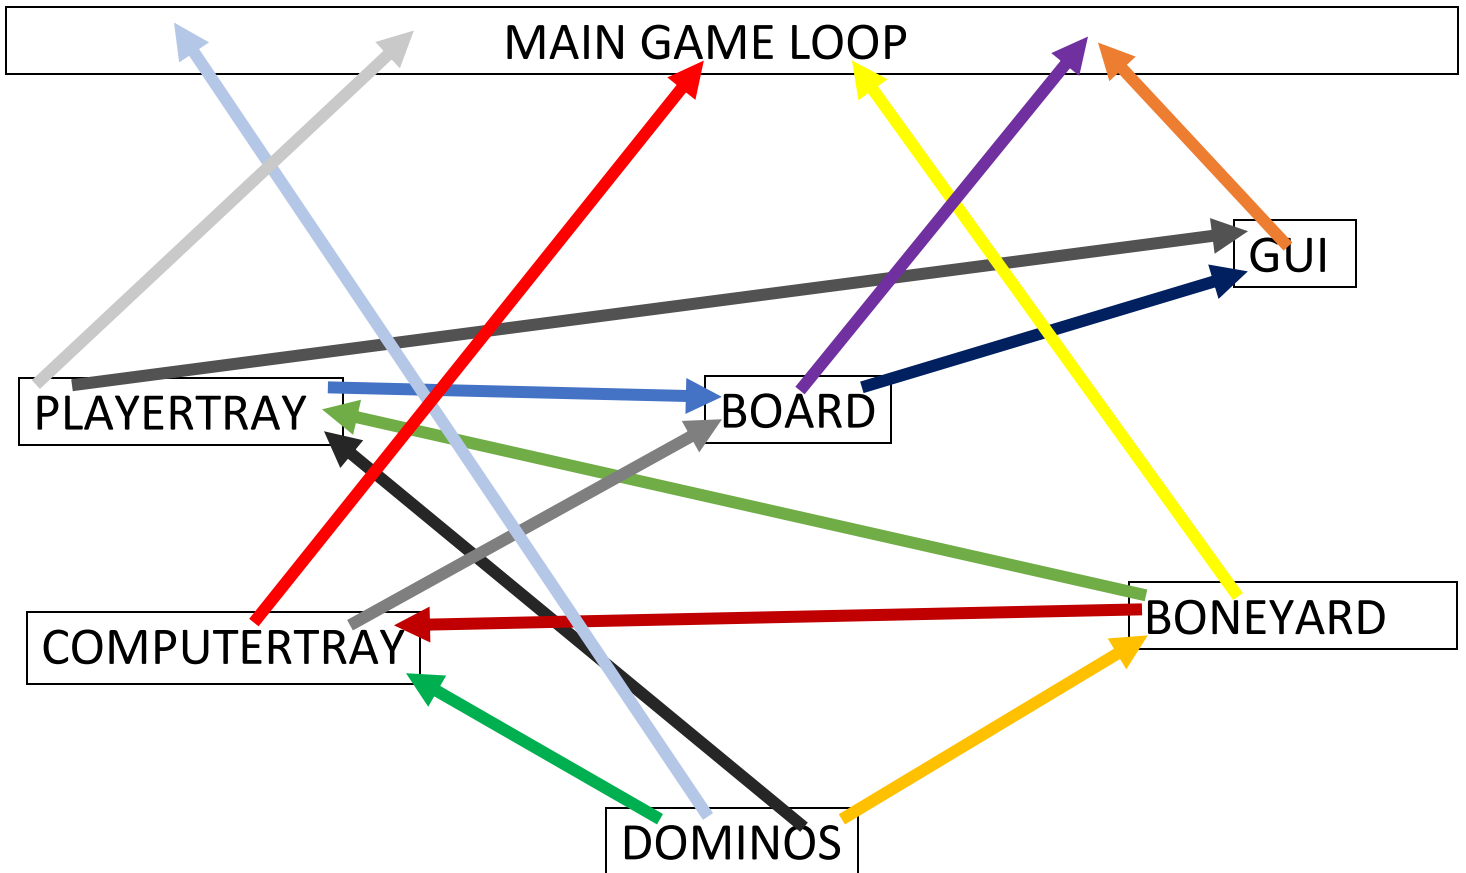 MAIN GAME LOOP
GUI
PLAYERTRAY
BOARD
COMPUTERTRAY
BONEYARD
DOMINOS